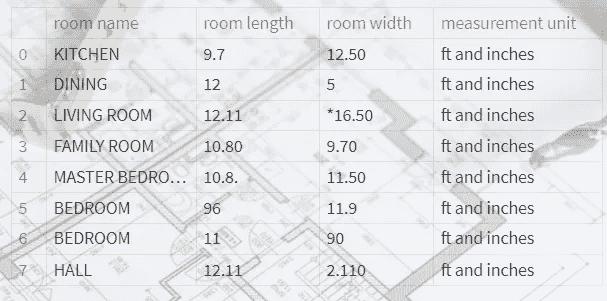 room name room length room width measurement unit
0 KITCHEN 9.7 12.50 ft and inches
1 DINING 12 5 ft and inches
2 LIVING ROOM 12.11 *16.50 ft and inches
3 FAMILY ROOM 10.80 9.70 ft and inches
4 MASTER BEDRO... 10.8. 11.50 ft and inches
5 BEDROOM 96 11.9 ft and inches
6 BEDROOM 11 90 ft and inches
7 HALL 12.11 2.110 ft and inches